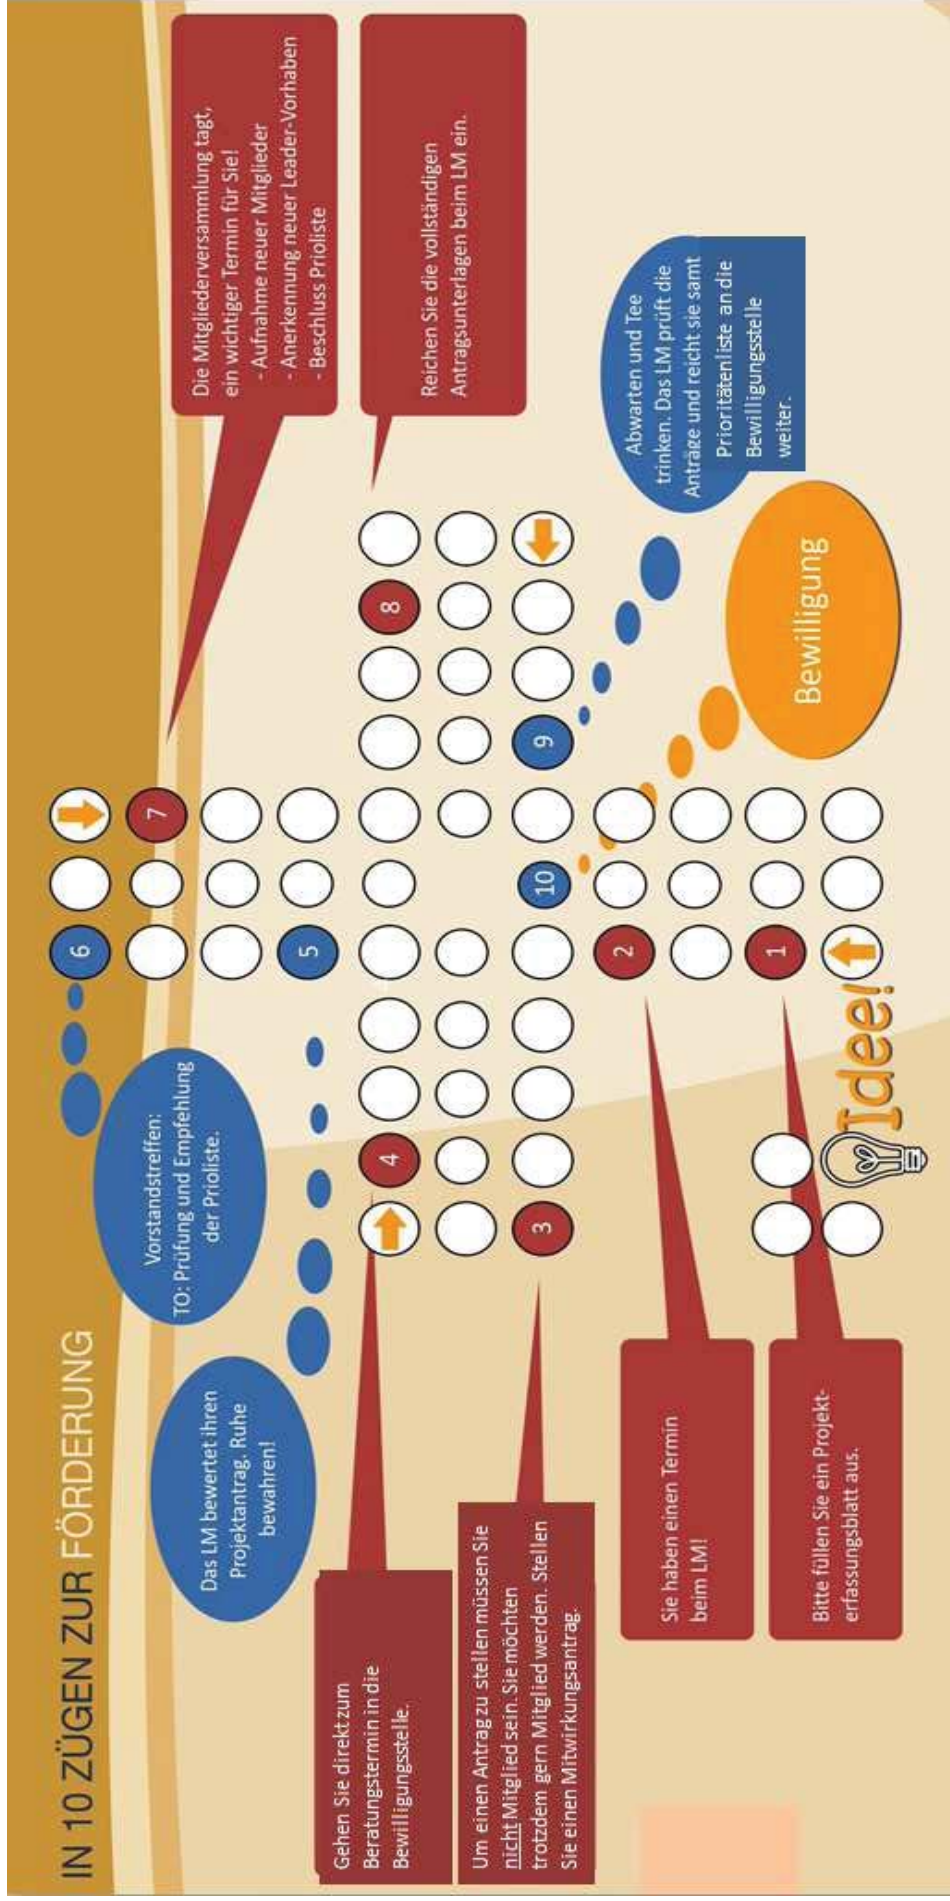 IN 10 ZÜGEN ZUR FÖRDERUNG
Die Mitgliederversammlung tagt,
ein wichtiger Termin für Sie!
- Aufnahme neuer Mitglieder
- Anerkennung neuer Leader-Vorhaben
- Beschluss Prioliste
Vorstandstreffen:
TO: Prüfung und Empfehlung
der Prioliste.
Das LM bewertet ihren
Projektantrag. Ruhe
bewahren!
Reichen Sie die vollständigen
Antragsunterlagen beim LM ein.
Gehen Sie direkt zum
Beratungstermin in die
Bewilligungsstelle.
Um einen Antrag zu stellen müssen Sie
nicht Mitglied sein. Sie möchten
trotzdem gern Mitglied werden. Stellen
Sie einen Mitwirkungsantrag.
Abwarten und Tee
trinken. Das LM prüft die
Anträge und reicht sie samt
Prioritätenliste an die
Bewilligungsstelle
weiter.
Sie haben einen Termin
beim LM!
Bitte füllen Sie ein Projekt-
erfassungsblatt aus.
Idee!
Bewilligung
6
7
5
4
8
3
10
9
2
1